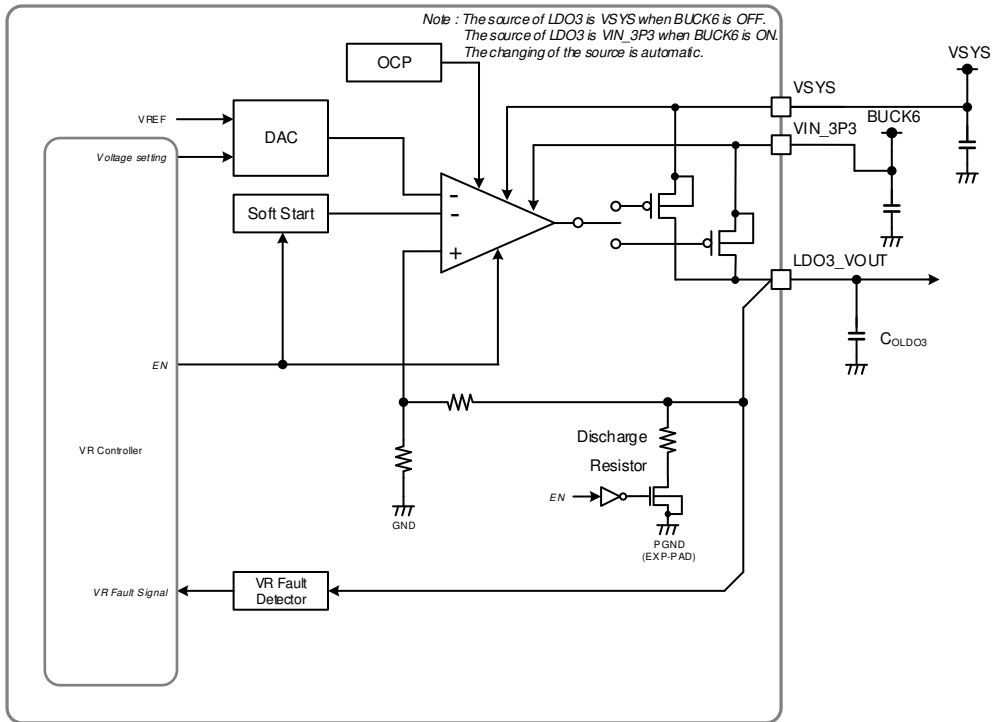 Note : The source of LDO3 is VSYS when BUCK6 is OFF.
The source of LDO3 is VIN_3P3 when BUCK6 is ON.
The changing of the source is automatic.
OCP
VSYS
VSYS
VREF
DAC
VIN_3P3
BUCK6
Voltage setting
-
-
+
Soft Start
LDO3_VOUT
COLDO3
EN
VR Controller
Discharge
Resistor
EN
GND
PGND
(EXP-PAD)
VR Fault Signal
VR Fault
Detector